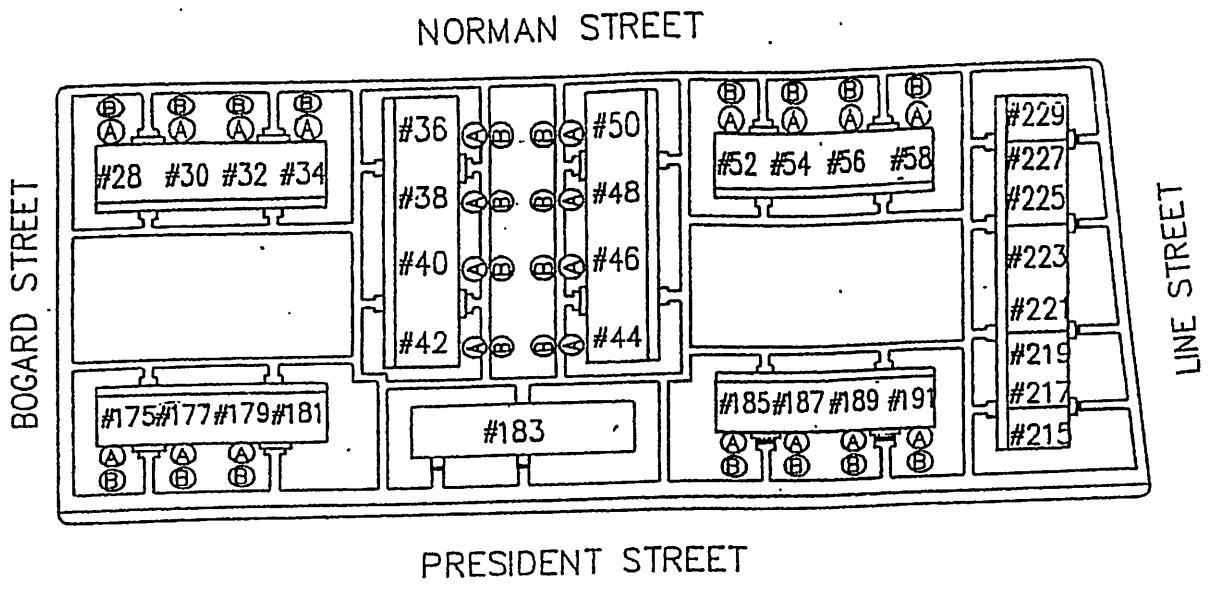 NORMAN STREET
B B B B
A A A A
#28 #30 #32 #34
#36 A B B A #50
#38 A B B A #48
#40 A B B A #46
#42 A B B A #44
B B B B
A A A A
#52 #54 #56 #58
#229
#227
#225
#223
#221
#219
#217
#215
BOGARD STREET
LINE STREET
#175 #177 #179 #181
A A A
B B B
#183
#185 #187 #189 #191
A A A A
B B B B
PRESIDENT STREET